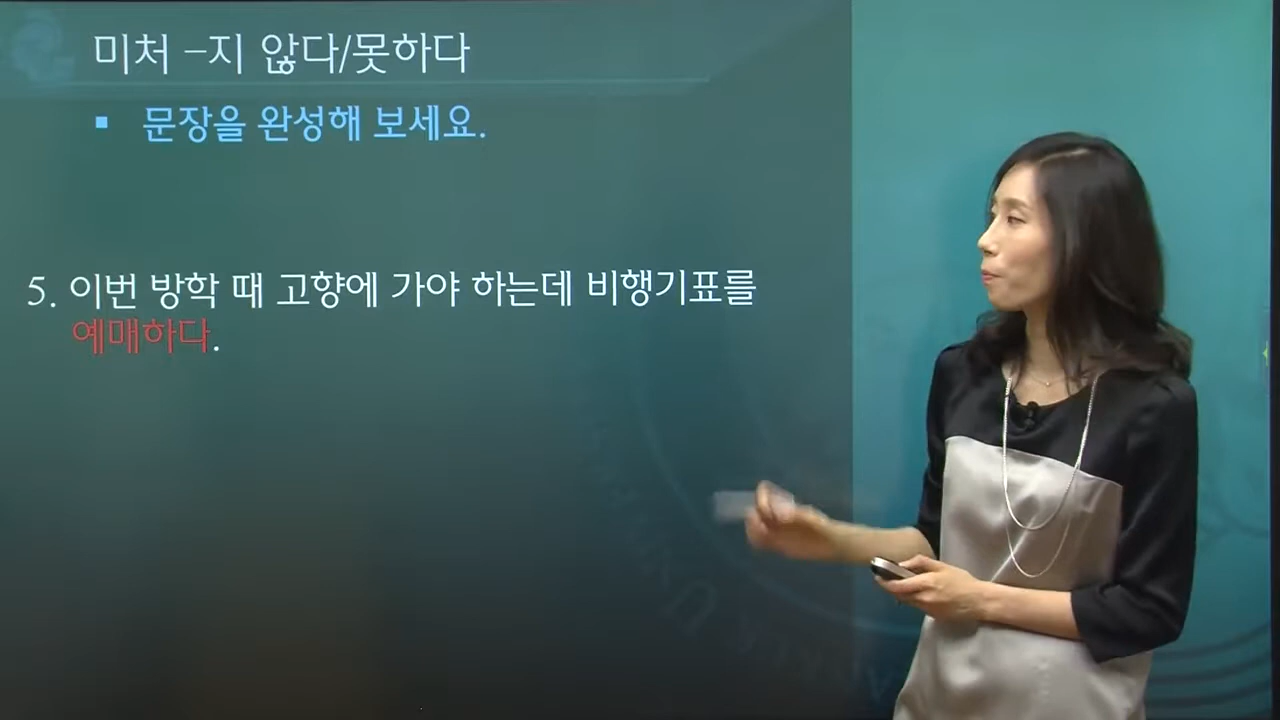 미처 –지 않다/못하다
▪ 문장을 완성해 보세요.
5. 이번 방학 때 고향에 가야 하는데 비행기표를
예매하다.